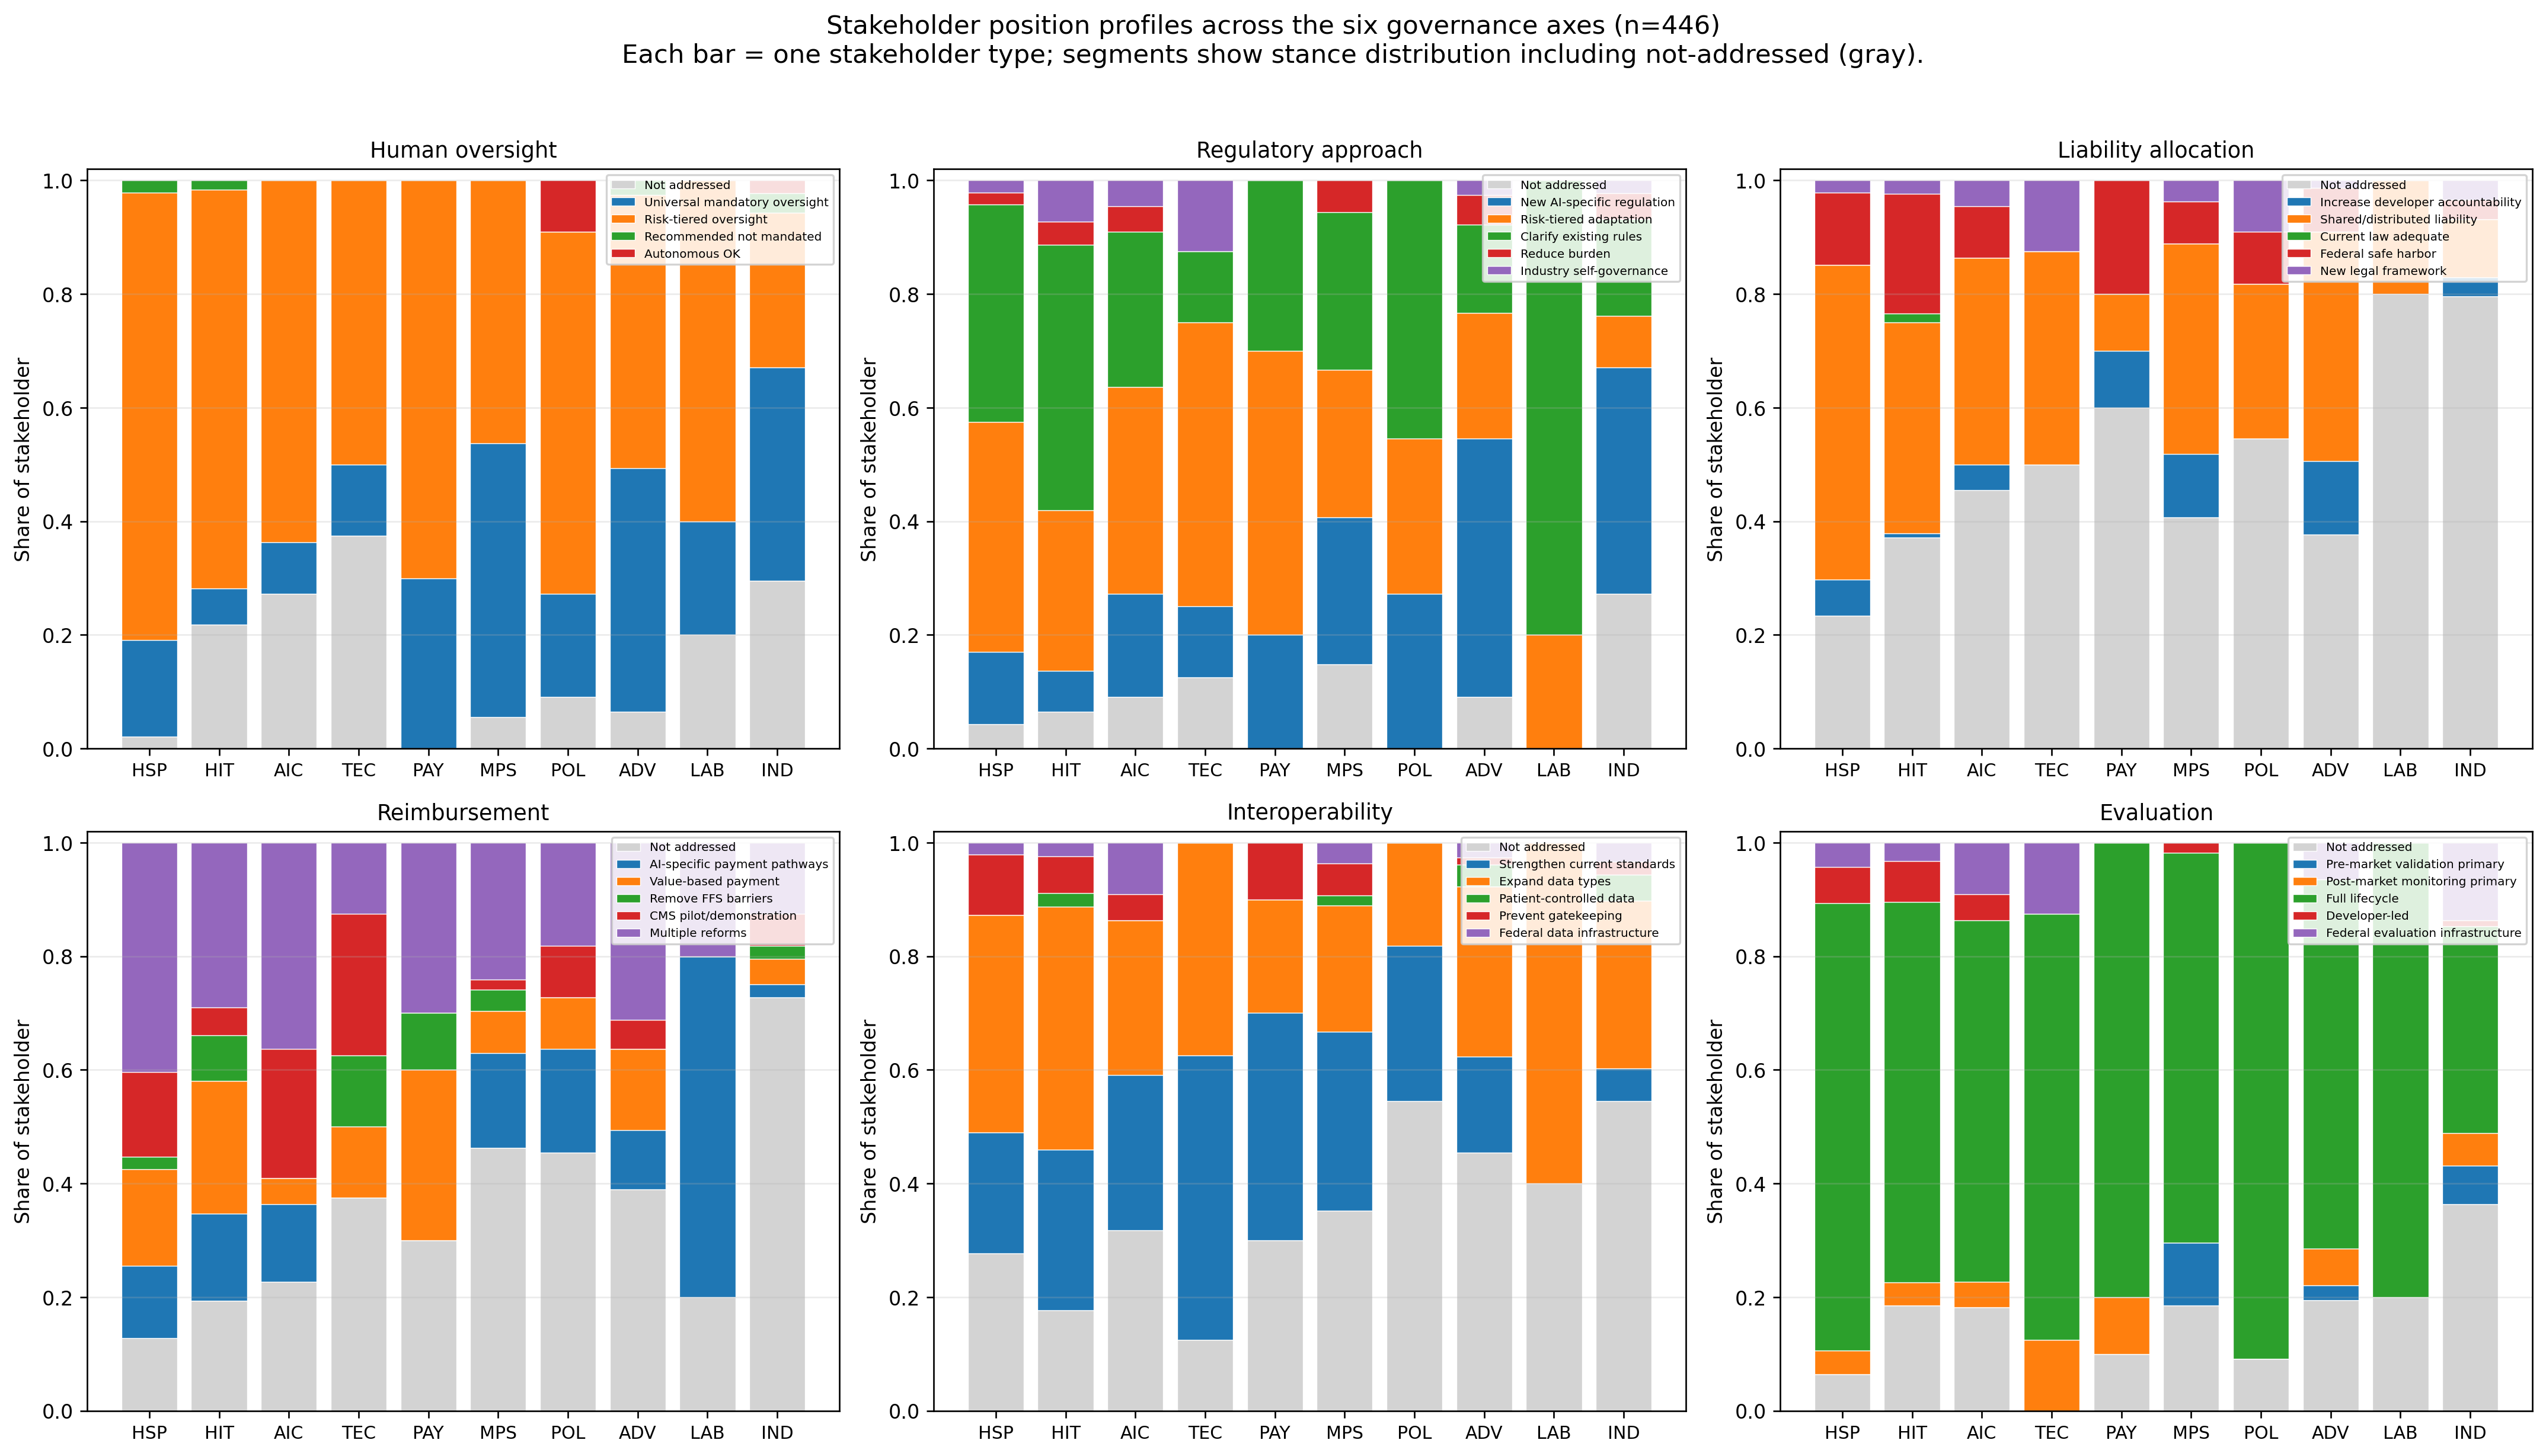 Stakeholder position profiles across the six governance axes (n=446)
Each bar = one stakeholder type; segments show stance distribution including not-addressed (gray).
Human oversight
Share of stakeholder
1.0
0.8
0.6
0.4
0.2
0.0
Not addressed
Universal mandatory oversight
Risk-tiered oversight
Recommended not mandated
Autonomous OK
HSP HIT AIC TEC PAY MPS POL ADV LAB IND
Regulatory approach
Share of stakeholder
1.0
0.8
0.6
0.4
0.2
0.0
Not addressed
New AI-specific regulation
Risk-tiered adaptation
Clarify existing rules
Reduce burden
Industry self-governance
HSP HIT AIC TEC PAY MPS POL ADV LAB IND
Liability allocation
Share of stakeholder
1.0
0.8
0.6
0.4
0.2
0.0
Not addressed
Increase developer accountability
Shared/distributed liability
Current law adequate
Federal safe harbor
New legal framework
HSP HIT AIC TEC PAY MPS POL ADV LAB IND
Reimbursement
Share of stakeholder
1.0
0.8
0.6
0.4
0.2
0.0
Not addressed
AI-specific payment pathways
Value-based payment
Remove FFS barriers
CMS pilot/demonstration
Multiple reforms
HSP HIT AIC TEC PAY MPS POL ADV LAB IND
Interoperability
Share of stakeholder
1.0
0.8
0.6
0.4
0.2
0.0
Not addressed
Strengthen current standards
Expand data types
Patient-controlled data
Prevent gatekeeping
Federal data infrastructure
HSP HIT AIC TEC PAY MPS POL ADV LAB IND
Evaluation
Share of stakeholder
1.0
0.8
0.6
0.4
0.2
0.0
Not addressed
Pre-market validation primary
Post-market monitoring primary
Full lifecycle
Developer-led
Federal evaluation infrastructure
HSP HIT AIC TEC PAY MPS POL ADV LAB IND